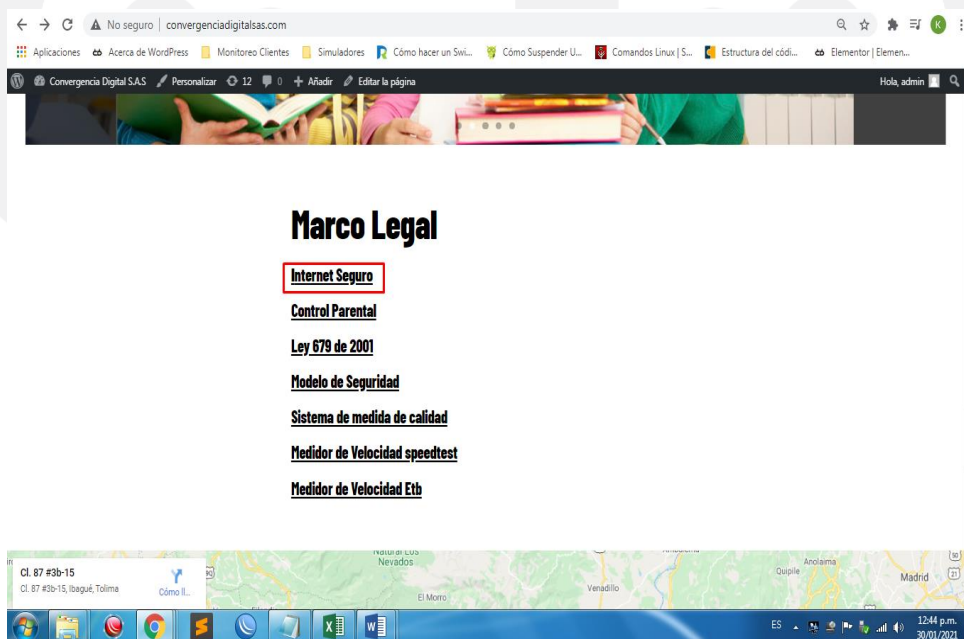 No seguro | convergenciadigitalsas.com
K
Aplicaciones Acerca de WordPress Monitoreo Clientes Simuladores Cómo hacer un Swi... Cómo Suspender U... Comandos Linux | S... Estructura del códi... Elementor | Elemen...
Convergencia Digital S.A.S Personalizar 12 0 + Añadir Editar la página Hola, admin
Marco Legal
Internet Seguro
Control Parental
Ley 679 de 2001
Modelo de Seguridad
Sistema de medida de calidad
Medidor de Velocidad speedtest
Medidor de Velocidad Etb
Cl. 87 #3b-15
Cl. 87 #3b-15, Ibagué, Tolima
Cómo ll...
Natural Los
Nevados
El Morro
Venadillo
Anolaima
Quipile
Madrid
50
21
ES 12:44 p.m.
30/01/2021